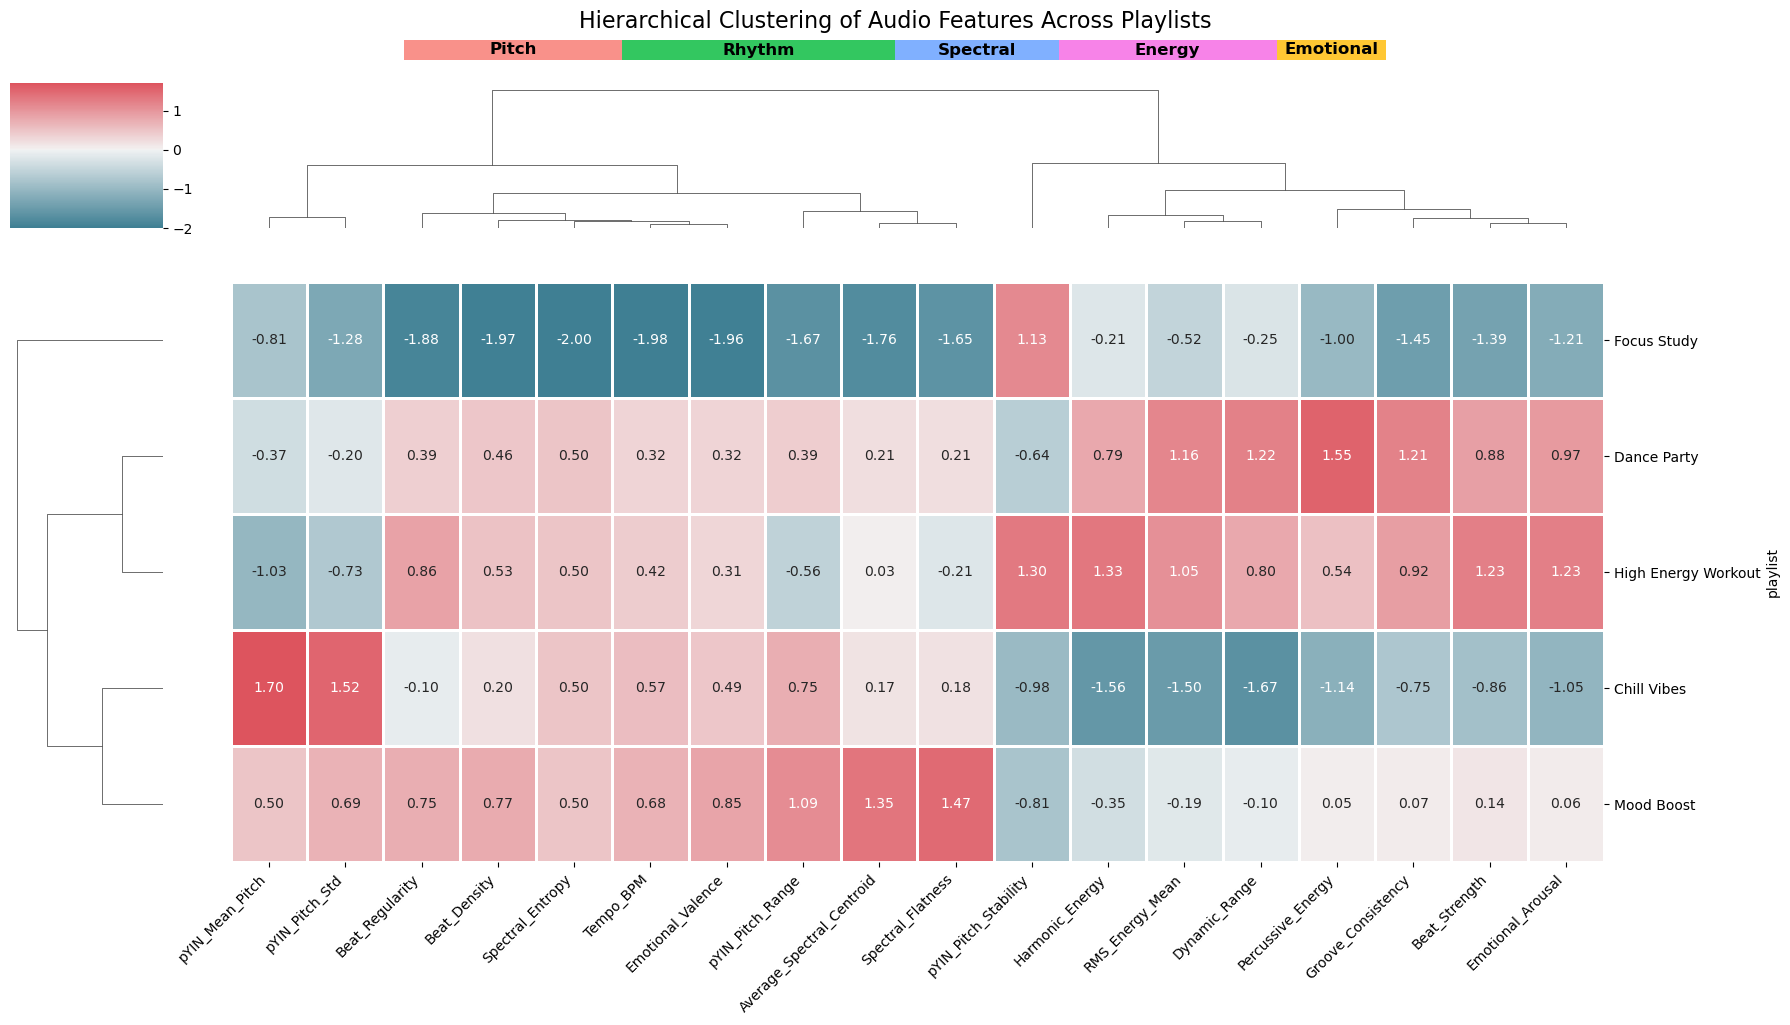 Hierarchical Clustering of Audio Features Across Playlists
Pitch Rhythm Spectral Energy Emotional
1
0
−1
−2
-0.81 -1.28 -1.88 -1.97 -2.00 -1.98 -1.96 -1.67 -1.76 -1.65 1.13 -0.21 -0.52 -0.25 -1.00 -1.45 -1.39 -1.21 Focus Study
-0.37 -0.20 0.39 0.46 0.50 0.32 0.32 0.39 0.21 0.21 -0.64 0.79 1.16 1.22 1.55 1.21 0.88 0.97 Dance Party
-1.03 -0.73 0.86 0.53 0.50 0.42 0.31 -0.56 0.03 -0.21 1.30 1.33 1.05 0.80 0.54 0.92 1.23 1.23 High Energy Workout
playlist
1.70 1.52 -0.10 0.20 0.50 0.57 0.49 0.75 0.17 0.18 -0.98 -1.56 -1.50 -1.67 -1.14 -0.75 -0.86 -1.05 Chill Vibes
0.50 0.69 0.75 0.77 0.50 0.68 0.85 1.09 1.35 1.47 -0.81 -0.35 -0.19 -0.10 0.05 0.07 0.14 0.06 Mood Boost
pYIN_Mean_Pitch
pYIN_Pitch_Std
Beat_Regularity
Beat_Density
Spectral_Entropy
Tempo_BPM
Emotional_Valence
pYIN_Pitch_Range
Average_Spectral_Centroid
Spectral_Flatness
pYIN_Pitch_Stability
Harmonic_Energy
RMS_Energy_Mean
Dynamic_Range
Percussive_Energy
Groove_Consistency
Beat_Strength
Emotional_Arousal